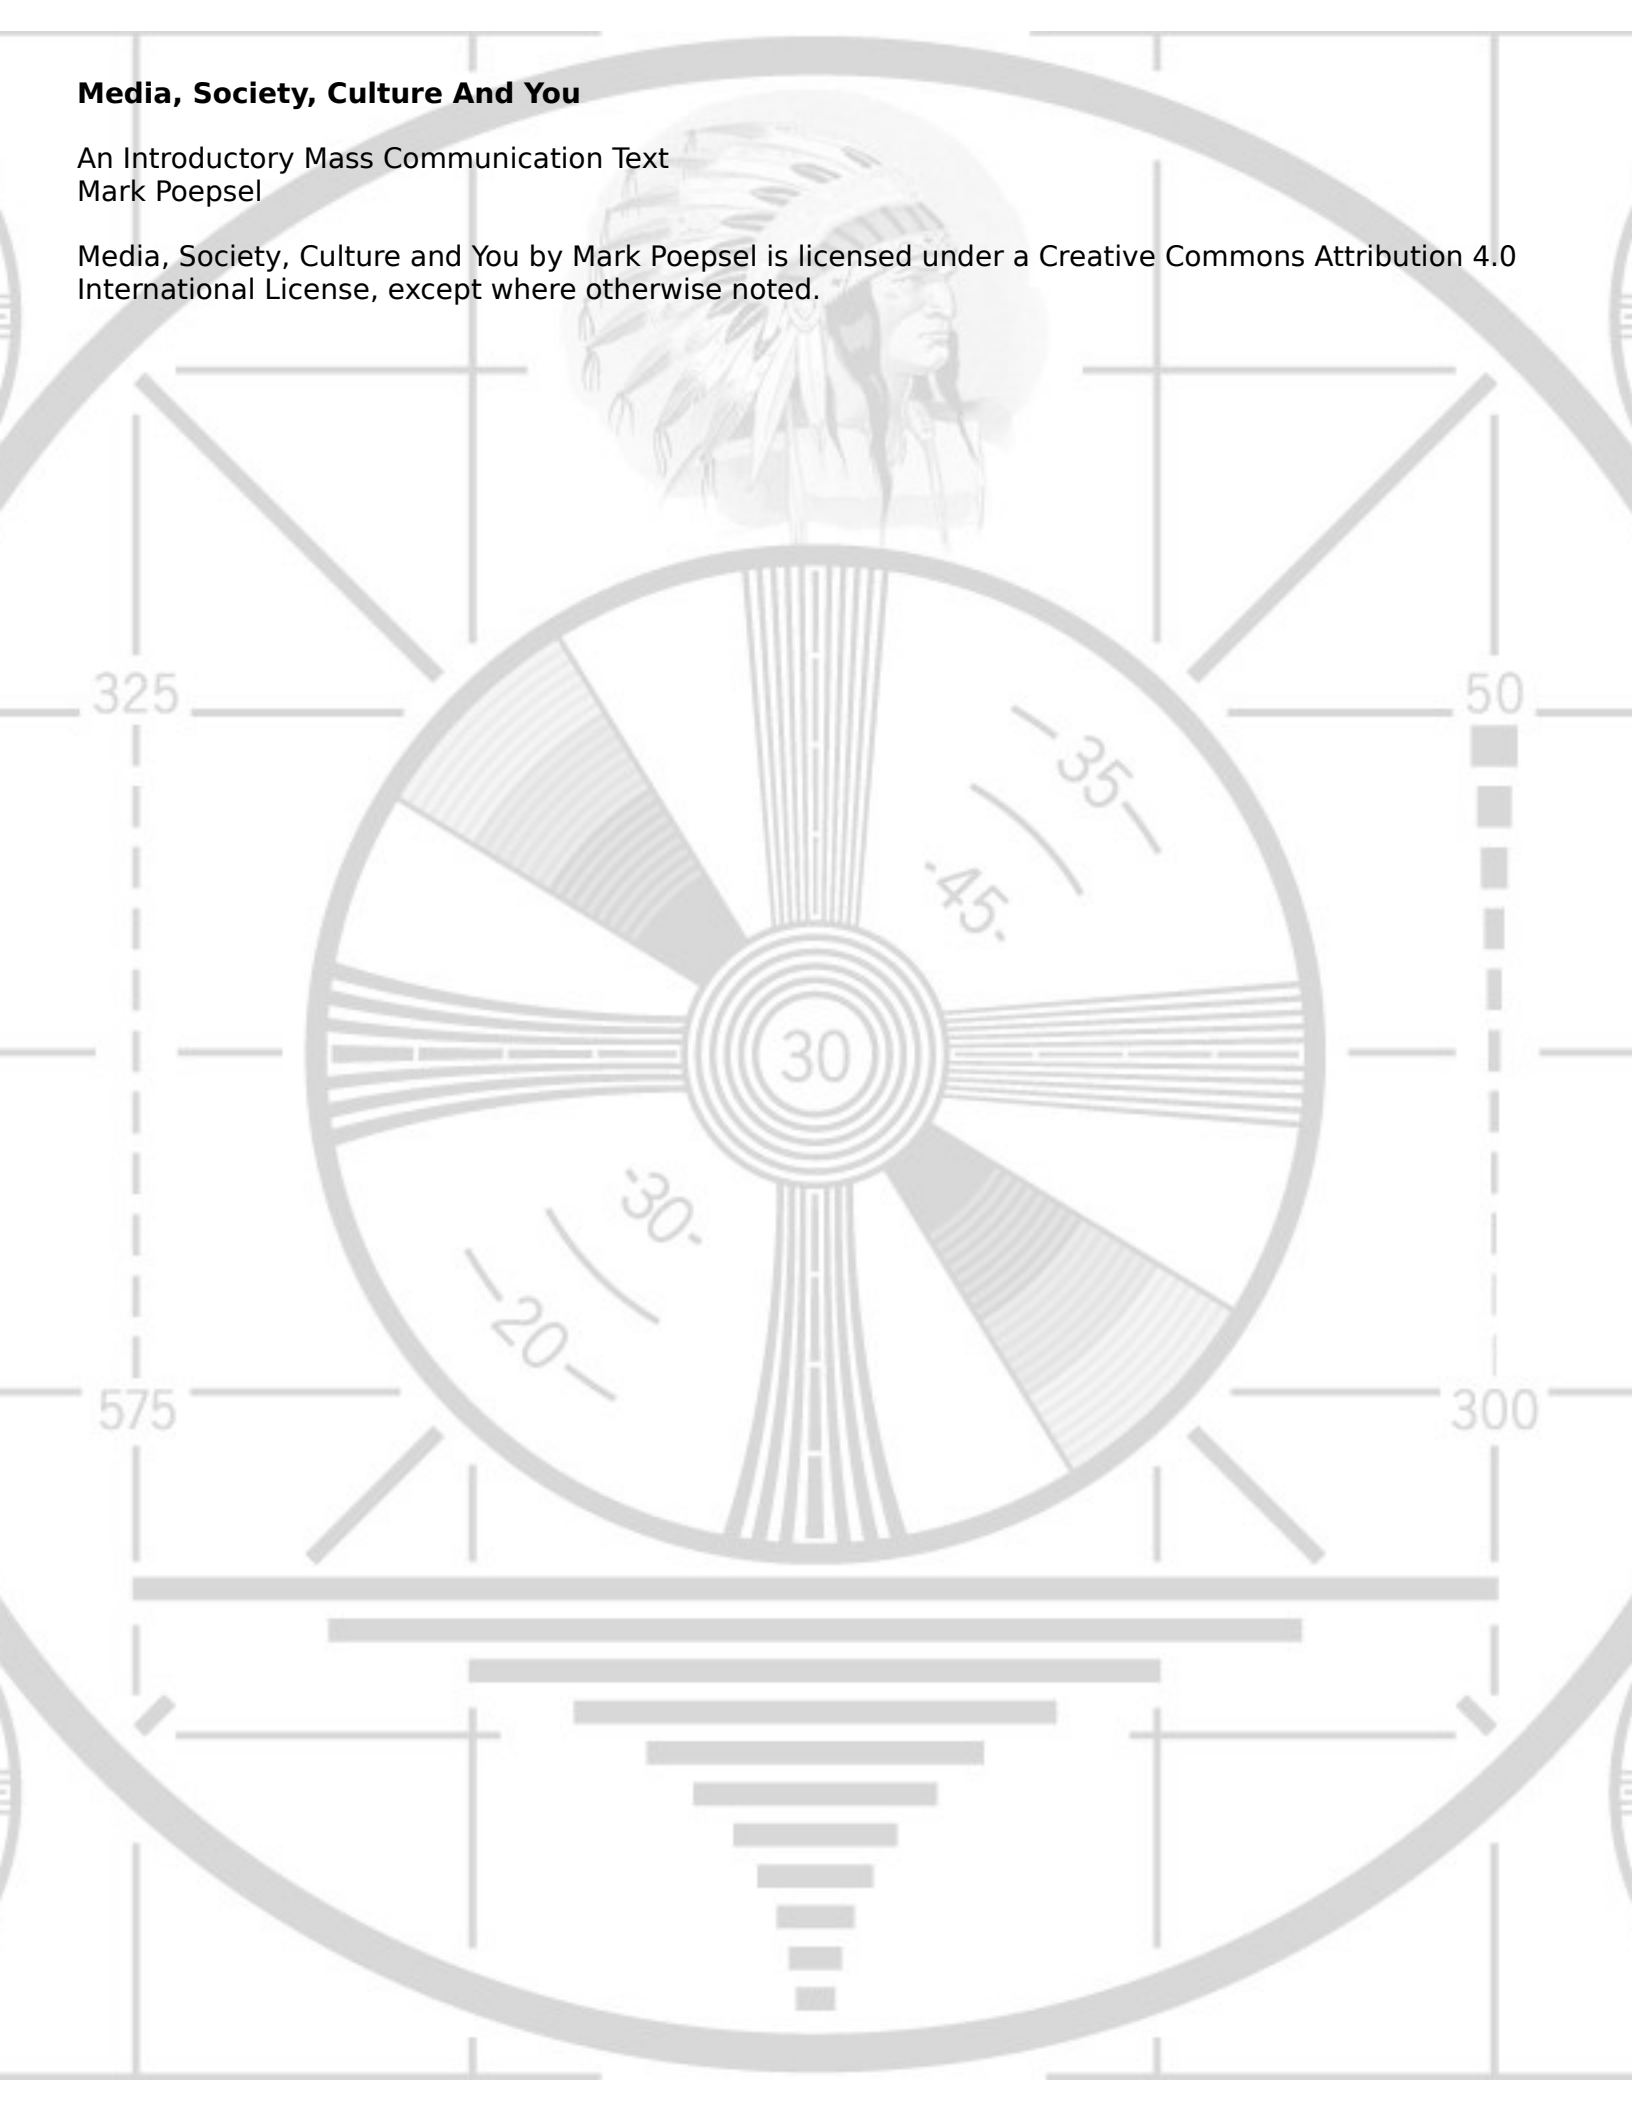 Media, Society, Culture And You
An Introductory Mass Communication Text
Mark Poepsel
Media, Society, Culture and You by Mark Poepsel is licensed under a Creative Commons Attribution 4.0
International License, except where otherwise noted.
325
50
35
45
30
30
20
575
300